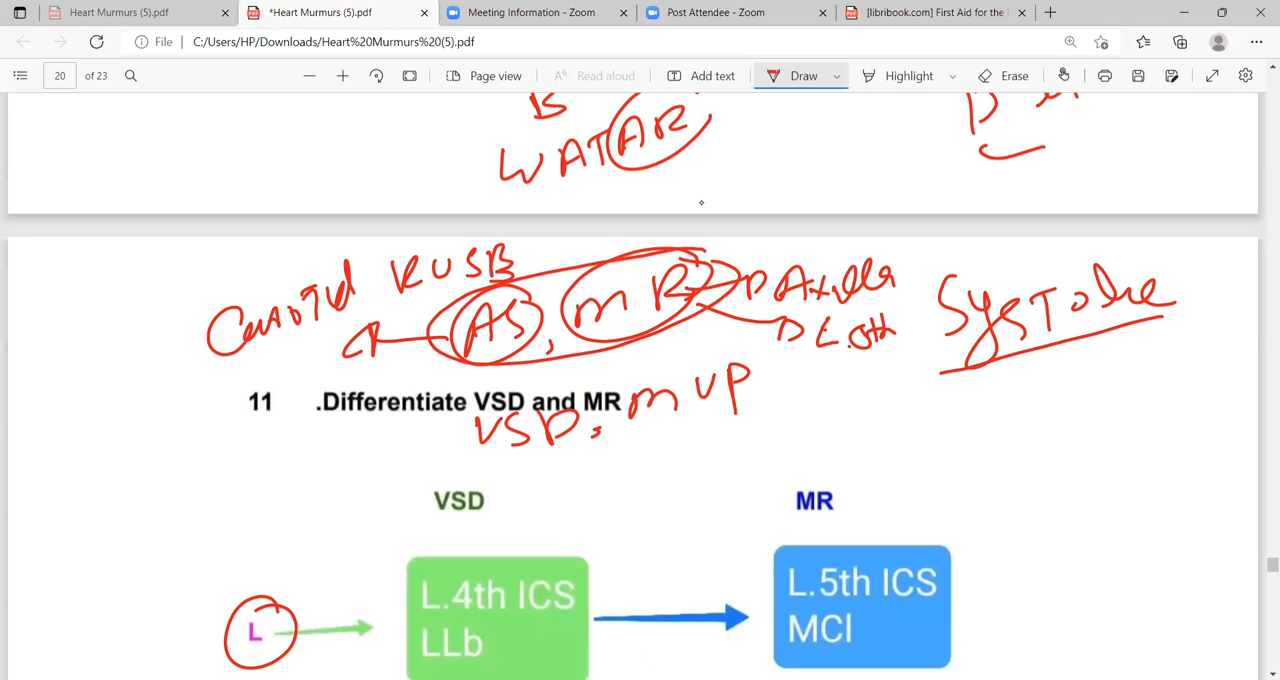 Heart Murmurs (5).pdf
*Heart Murmurs (5).pdf
Meeting Information - Zoom
Post Attendee - Zoom
[libribook.com] First Aid for the
File C:/Users/HP/Downloads/Heart%20Murmurs%20(5).pdf
20 of 23
Page view
Read aloud
Add text
Draw
Highlight
Erase
B
WATAR
Carotid RUSB
AS, MR
Axilla
L.5th
Systole
11 .Differentiate VSD and MR
VSD, MVP
VSD
MR
L
L.4th ICS
LLb
L.5th ICS
MCl